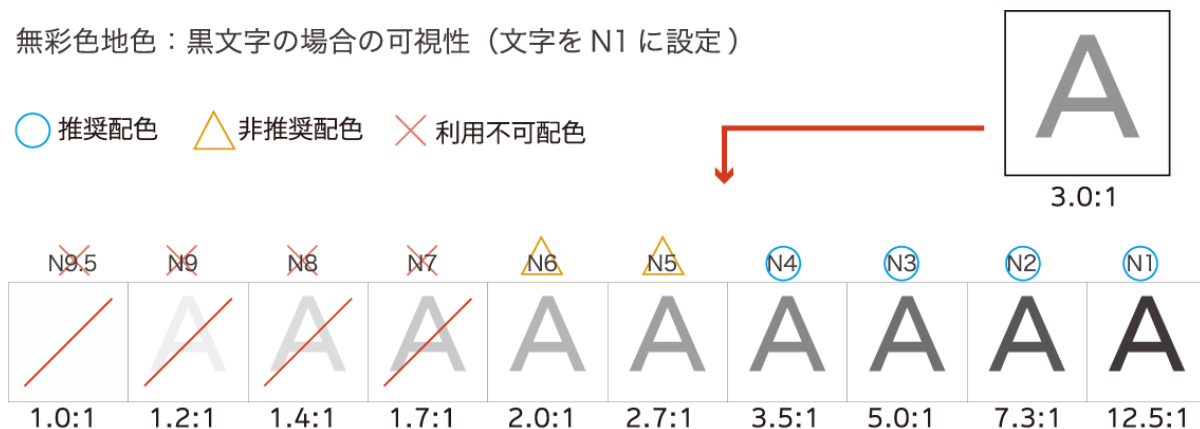 無彩色地色：黒文字の場合の可視性（文字をN1に設定）
A
3.0:1
推奨配色 非推奨配色 利用不可配色
N9.5 N9 N8 N7 N6 N5 N4 N3 N2 N1
A A A A A A A A A
1.0:1 1.2:1 1.4:1 1.7:1 2.0:1 2.7:1 3.5:1 5.0:1 7.3:1 12.5:1